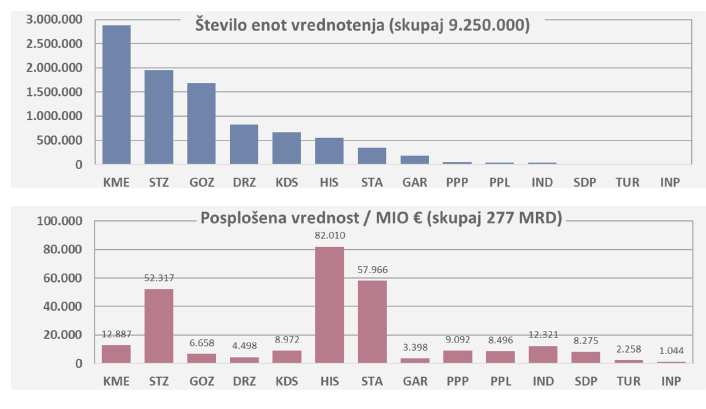 Število enot vrednotenja (skupaj 9.250.000)
3.000.000
2.500.000
2.000.000
1.500.000
1.000.000
500.000
0
KME STZ GOZ DRZ KDS HIS STA GAR PPP PPL IND SDP TUR INP
Posplošena vrednost / MIO € (skupaj 277 MRD)
100.000
80.000
60.000
40.000
20.000
0
12.887 52.317 6.658 4.498 8.972 82.010 57.966 3.398 9.092 8.496 12.321 8.275 2.258 1.044
KME STZ GOZ DRZ KDS HIS STA GAR PPP PPL IND SDP TUR INP